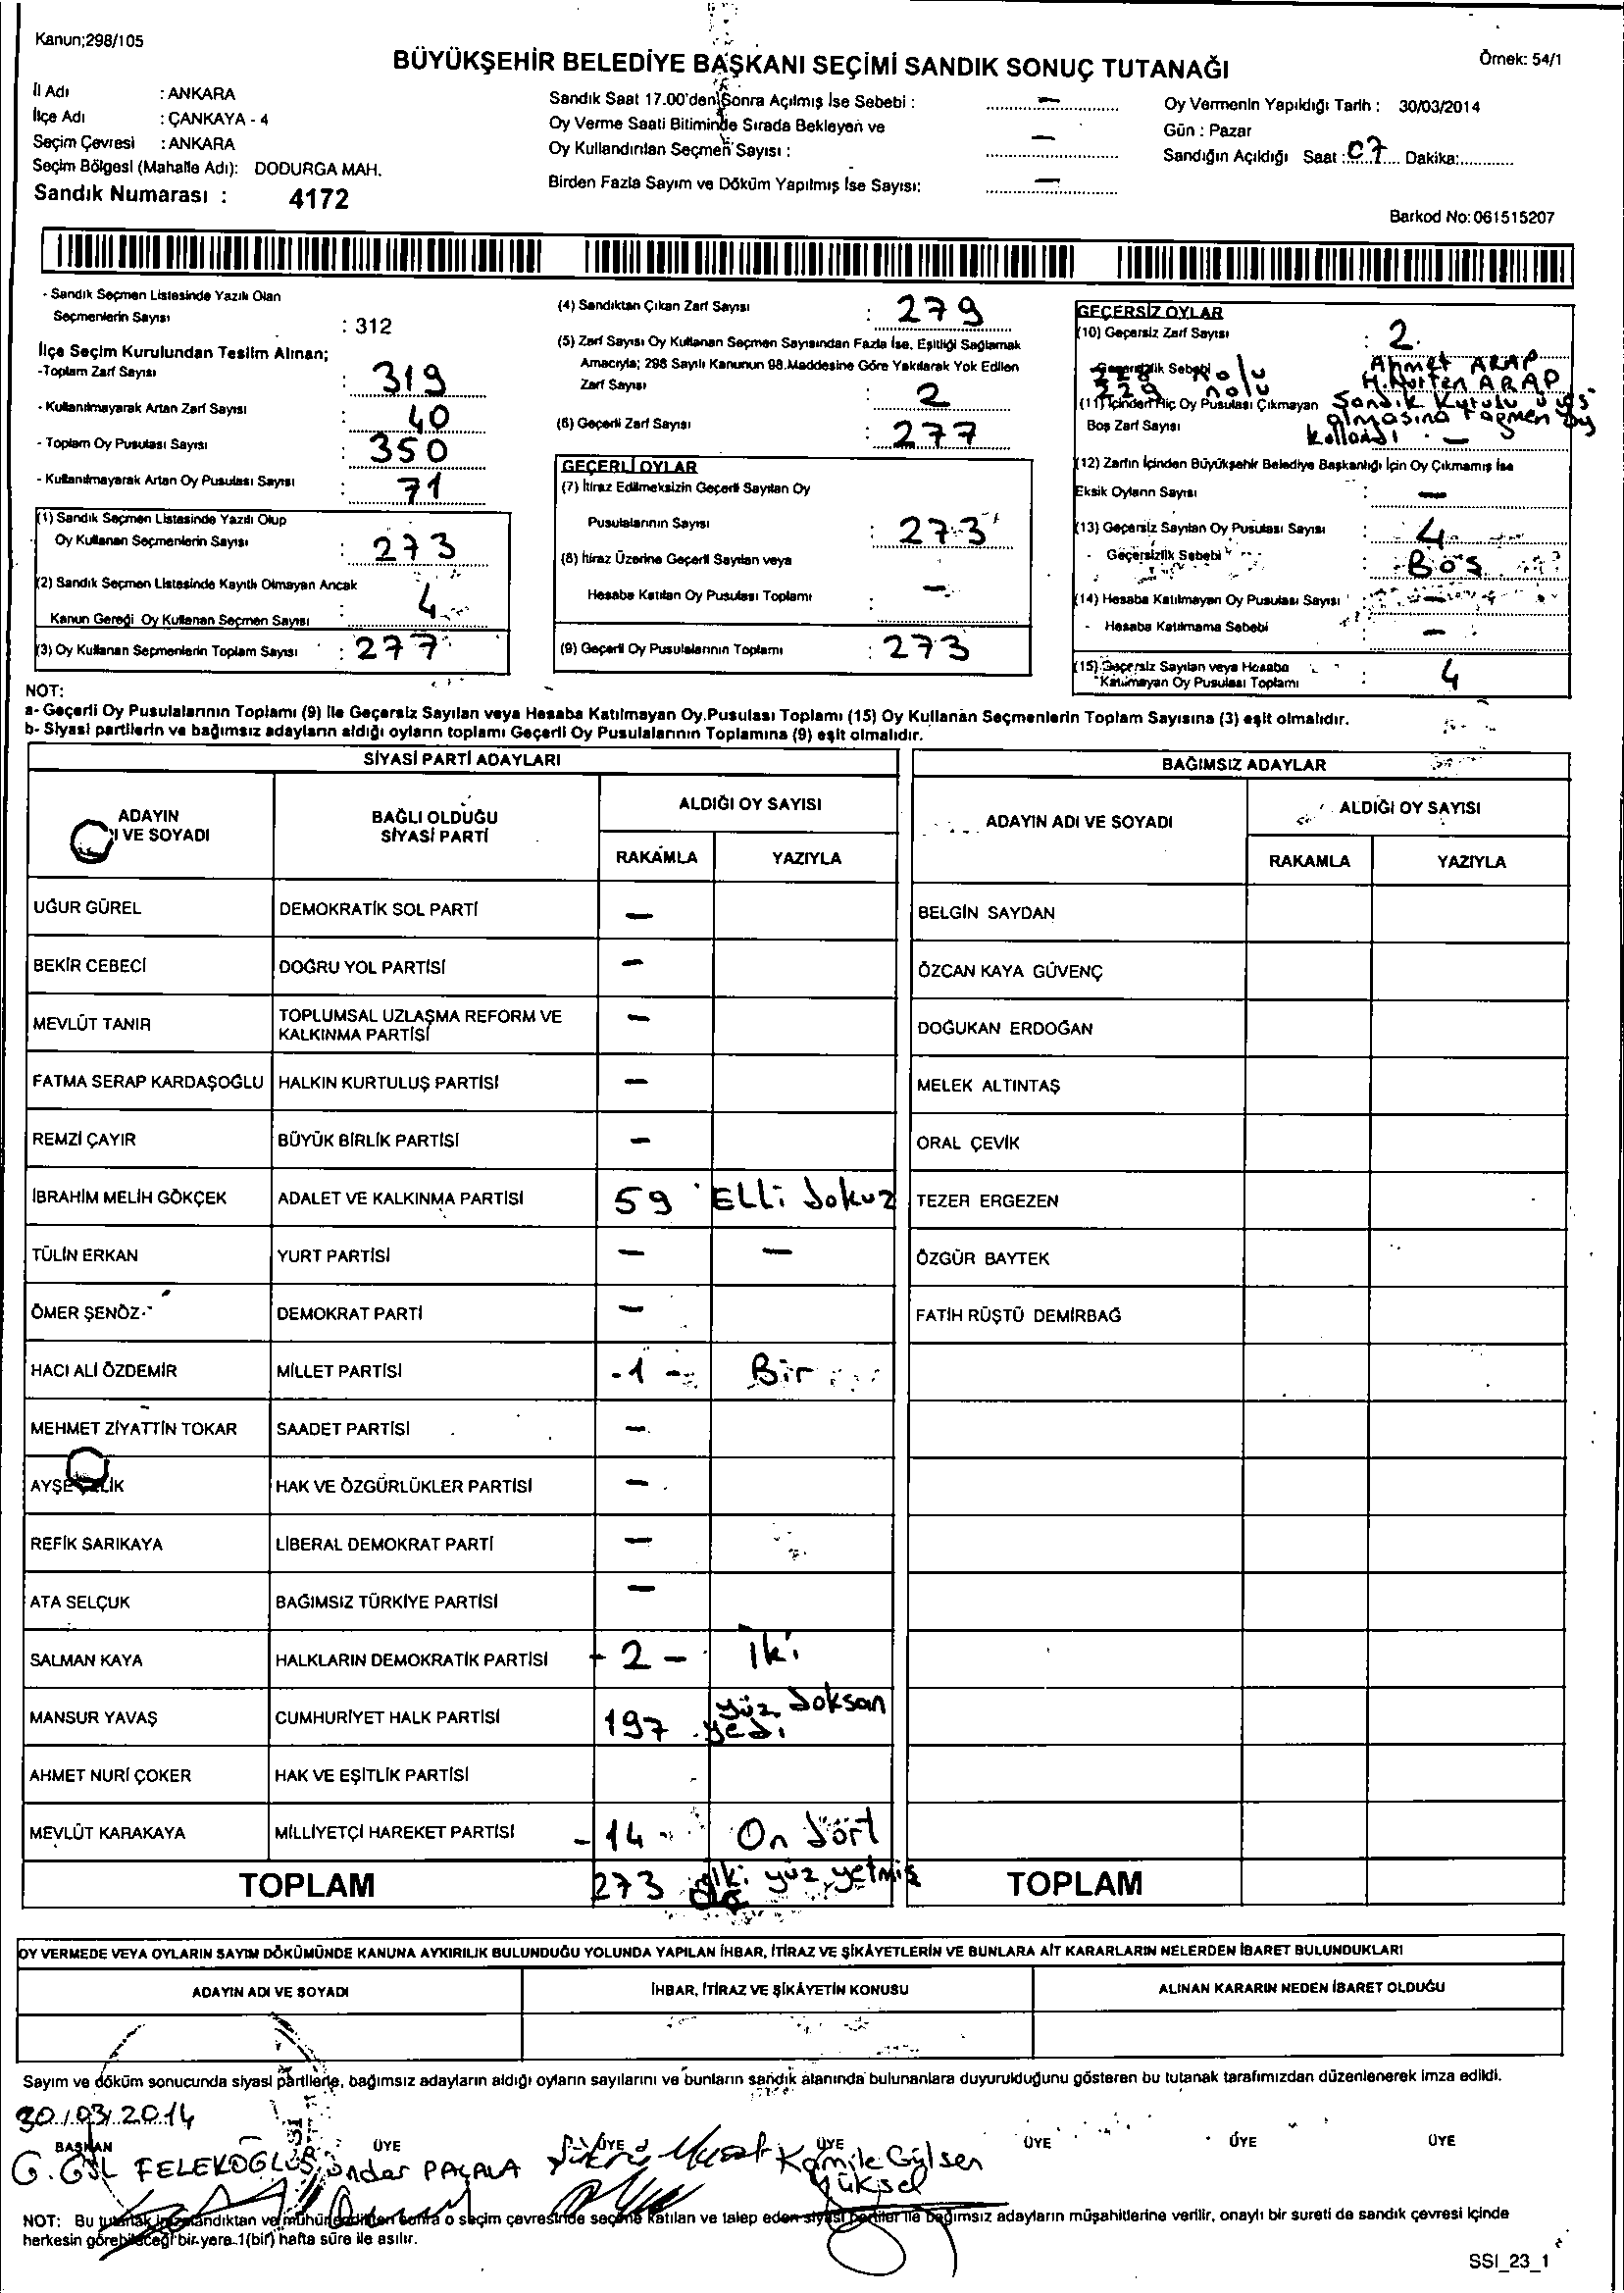 Kanun;298/105
BÜYÜKŞEHİR BELEDİYE BAŞKANI SEÇİMİ SANDIK SONUÇ TUTANAĞI
Örnek: 54/1
İl Adı : ANKARA
İlçe Adı : ÇANKAYA - 4
Seçim Çevresi : ANKARA
Seçim Bölgesi (Mahalle Adı): DODURGA MAH.
Sandık Numarası : 4172
Sandık Saat 17.00'den Sonra Açılmış İse Sebebi : –
Oy Verme Saati Bitiminde Sırada Bekleyen ve
Oy Kullandırılan Seçmen Sayısı : –
Birden Fazla Sayım ve Döküm Yapılmış İse Sayısı: –
Oy Vermenin Yapıldığı Tarih : 30/03/2014
Gün : Pazar
Sandığın Açıldığı Saat : 07 Dakika:
Barkod No: 061515207
- Sandık Seçmen Listesinde Yazılı Olan
Seçmenlerin Sayısı : 312
İlçe Seçim Kurulundan Teslim Alınan;
-Toplam Zarf Sayısı : 319
- Kullanılmayarak Artan Zarf Sayısı : 40
- Toplam Oy Pusulası Sayısı : 350
- Kullanılmayarak Artan Oy Pusulası Sayısı : 71
(1) Sandık Seçmen Listesinde Yazılı Olup
Oy Kullanan Seçmenlerin Sayısı : 273
(2) Sandık Seçmen Listesinde Kayıtlı Olmayan Ancak
Kanun Gereği Oy Kullanan Seçmen Sayısı : 4
(3) Oy Kullanan Seçmenlerin Toplam Sayısı : 277
(4) Sandıktan Çıkan Zarf Sayısı : 279
(5) Zarf Sayısı Oy Kullanan Seçmen Sayısından Fazla İse, Eşitliği Sağlamak
Amacıyla; 298 Sayılı Kanunun 98.Maddesine Göre Yakılarak Yok Edilen
Zarf Sayısı : 2
(6) Geçerli Zarf Sayısı : 277
GEÇERLİ OYLAR
(7) İtiraz Edilmeksizin Geçerli Sayılan Oy
Pusulalarının Sayısı : 273
(8) İtiraz Üzerine Geçerli Sayılan veya
Hesaba Katılan Oy Pusulası Toplamı : –
(9) Geçerli Oy Pusulalarının Toplamı : 273
GEÇERSİZ OYLAR
(10) Geçersiz Zarf Sayısı : 2
Geçersizlik Sebebi Ahmet ARAP
228 nolu
229 nolu ARAP
(11) İçinden Hiç Oy Pusulası Çıkmayan Sandık Kurulu
Boş Zarf Sayısı : –
olmasına oy
(12) Zarfın İçinden Büyükşehir Belediye Başkanlığı İçin Oy Çıkmamış İse
Eksik Oyların Sayısı : –
(13) Geçersiz Sayılan Oy Pusulası Sayısı : 4
- Geçersizlik Sebebi : Boş
(14) Hesaba Katılmayan Oy Pusulası Sayısı : –
- Hesaba Katılmama Sebebi : –
(15) Geçersiz Sayılan veya Hesaba
Katılmayan Oy Pusulası Toplamı : 4
NOT:
a- Geçerli Oy Pusulalarının Toplamı (9) ile Geçersiz Sayılan veya Hesaba Katılmayan Oy Pusulası Toplamı (15) Oy Kullanan Seçmenlerin Toplam Sayısına (3) eşit olmalıdır.
b- Siyasi partilerin ve bağımsız adayların aldığı oyların toplamı Geçerli Oy Pusulalarının Toplamına (9) eşit olmalıdır.
SİYASİ PARTİ ADAYLARI
ADAYIN
I VE SOYADI
BAĞLI OLDUĞU
SİYASİ PARTİ
ALDIĞI OY SAYISI
RAKAMLA YAZIYLA
UĞUR GÜREL DEMOKRATİK SOL PARTİ –
BEKİR CEBECİ DOĞRU YOL PARTİSİ –
MEVLÜT TANIR TOPLUMSAL UZLAŞMA REFORM VE
KALKINMA PARTİSİ –
FATMA SERAP KARDAŞOĞLU HALKIN KURTULUŞ PARTİSİ –
REMZİ ÇAYIR BÜYÜK BİRLİK PARTİSİ –
İBRAHİM MELİH GÖKÇEK ADALET VE KALKINMA PARTİSİ 59 Elli dokuz
TÜLİN ERKAN YURT PARTİSİ – –
ÖMER ŞENÖZ DEMOKRAT PARTİ –
HACI ALİ ÖZDEMİR MİLLET PARTİSİ -1- Bir
MEHMET ZİYATTİN TOKAR SAADET PARTİSİ –
AYŞE ÇELİK HAK VE ÖZGÜRLÜKLER PARTİSİ –
REFİK SARIKAYA LİBERAL DEMOKRAT PARTİ –
ATA SELÇUK BAĞIMSIZ TÜRKİYE PARTİSİ –
SALMAN KAYA HALKLARIN DEMOKRATİK PARTİSİ - 2 - İki
MANSUR YAVAŞ CUMHURİYET HALK PARTİSİ 197 yüz doksan
yedi
AHMET NURİ ÇOKER HAK VE EŞİTLİK PARTİSİ
MEVLÜT KARAKAYA MİLLİYETÇİ HAREKET PARTİSİ - 14 - On dört
TOPLAM 273 iki yüz yetmiş
BAĞIMSIZ ADAYLAR
ADAYIN ADI VE SOYADI
ALDIĞI OY SAYISI
RAKAMLA YAZIYLA
BELGİN SAYDAN
ÖZCAN KAYA GÜVENÇ
DOĞUKAN ERDOĞAN
MELEK ALTINTAŞ
ORAL ÇEVİK
TEZER ERGEZEN
ÖZGÜR BAYTEK
FATİH RÜŞTÜ DEMİRBAĞ
TOPLAM
OY VERMEDE VEYA OYLARIN SAYIM DÖKÜMÜNDE KANUNA AYKIRILIK BULUNDUĞU YOLUNDA YAPILAN İHBAR, İTİRAZ VE ŞİKÂYETLERİN VE BUNLARA AİT KARARLARIN NELERDEN İBARET BULUNDUKLARI
ADAYIN ADI VE SOYADI
İHBAR, İTİRAZ VE ŞİKÂYETİN KONUSU
ALINAN KARARIN NEDEN İBARET OLDUĞU
Sayım ve döküm sonucunda siyasi partilerle, bağımsız adayların aldığı oyların sayılarını ve bunların sandık alanında bulunanlara duyurulduğunu gösteren bu tutanak tarafımızdan düzenlenerek imza edildi.
30/03/2014
BAŞKAN ÜYE ÜYE ÜYE ÜYE ÜYE ÜYE
G. GÜL FELEKOĞLU Önder PAÇALA Şükrü Murat Kamile Gülsen
Yüksel
NOT: Bu tutanak imzalandıktan ve mühürlendikten sonra o seçim çevresinde seçime katılan ve talep eden siyasi partiler ile bağımsız adayların müşahitlerine verilir, onaylı bir sureti de sandık çevresi içinde
herkesin görebileceği bir yere 1(bir) hafta süre ile asılır.
SSI_23_1